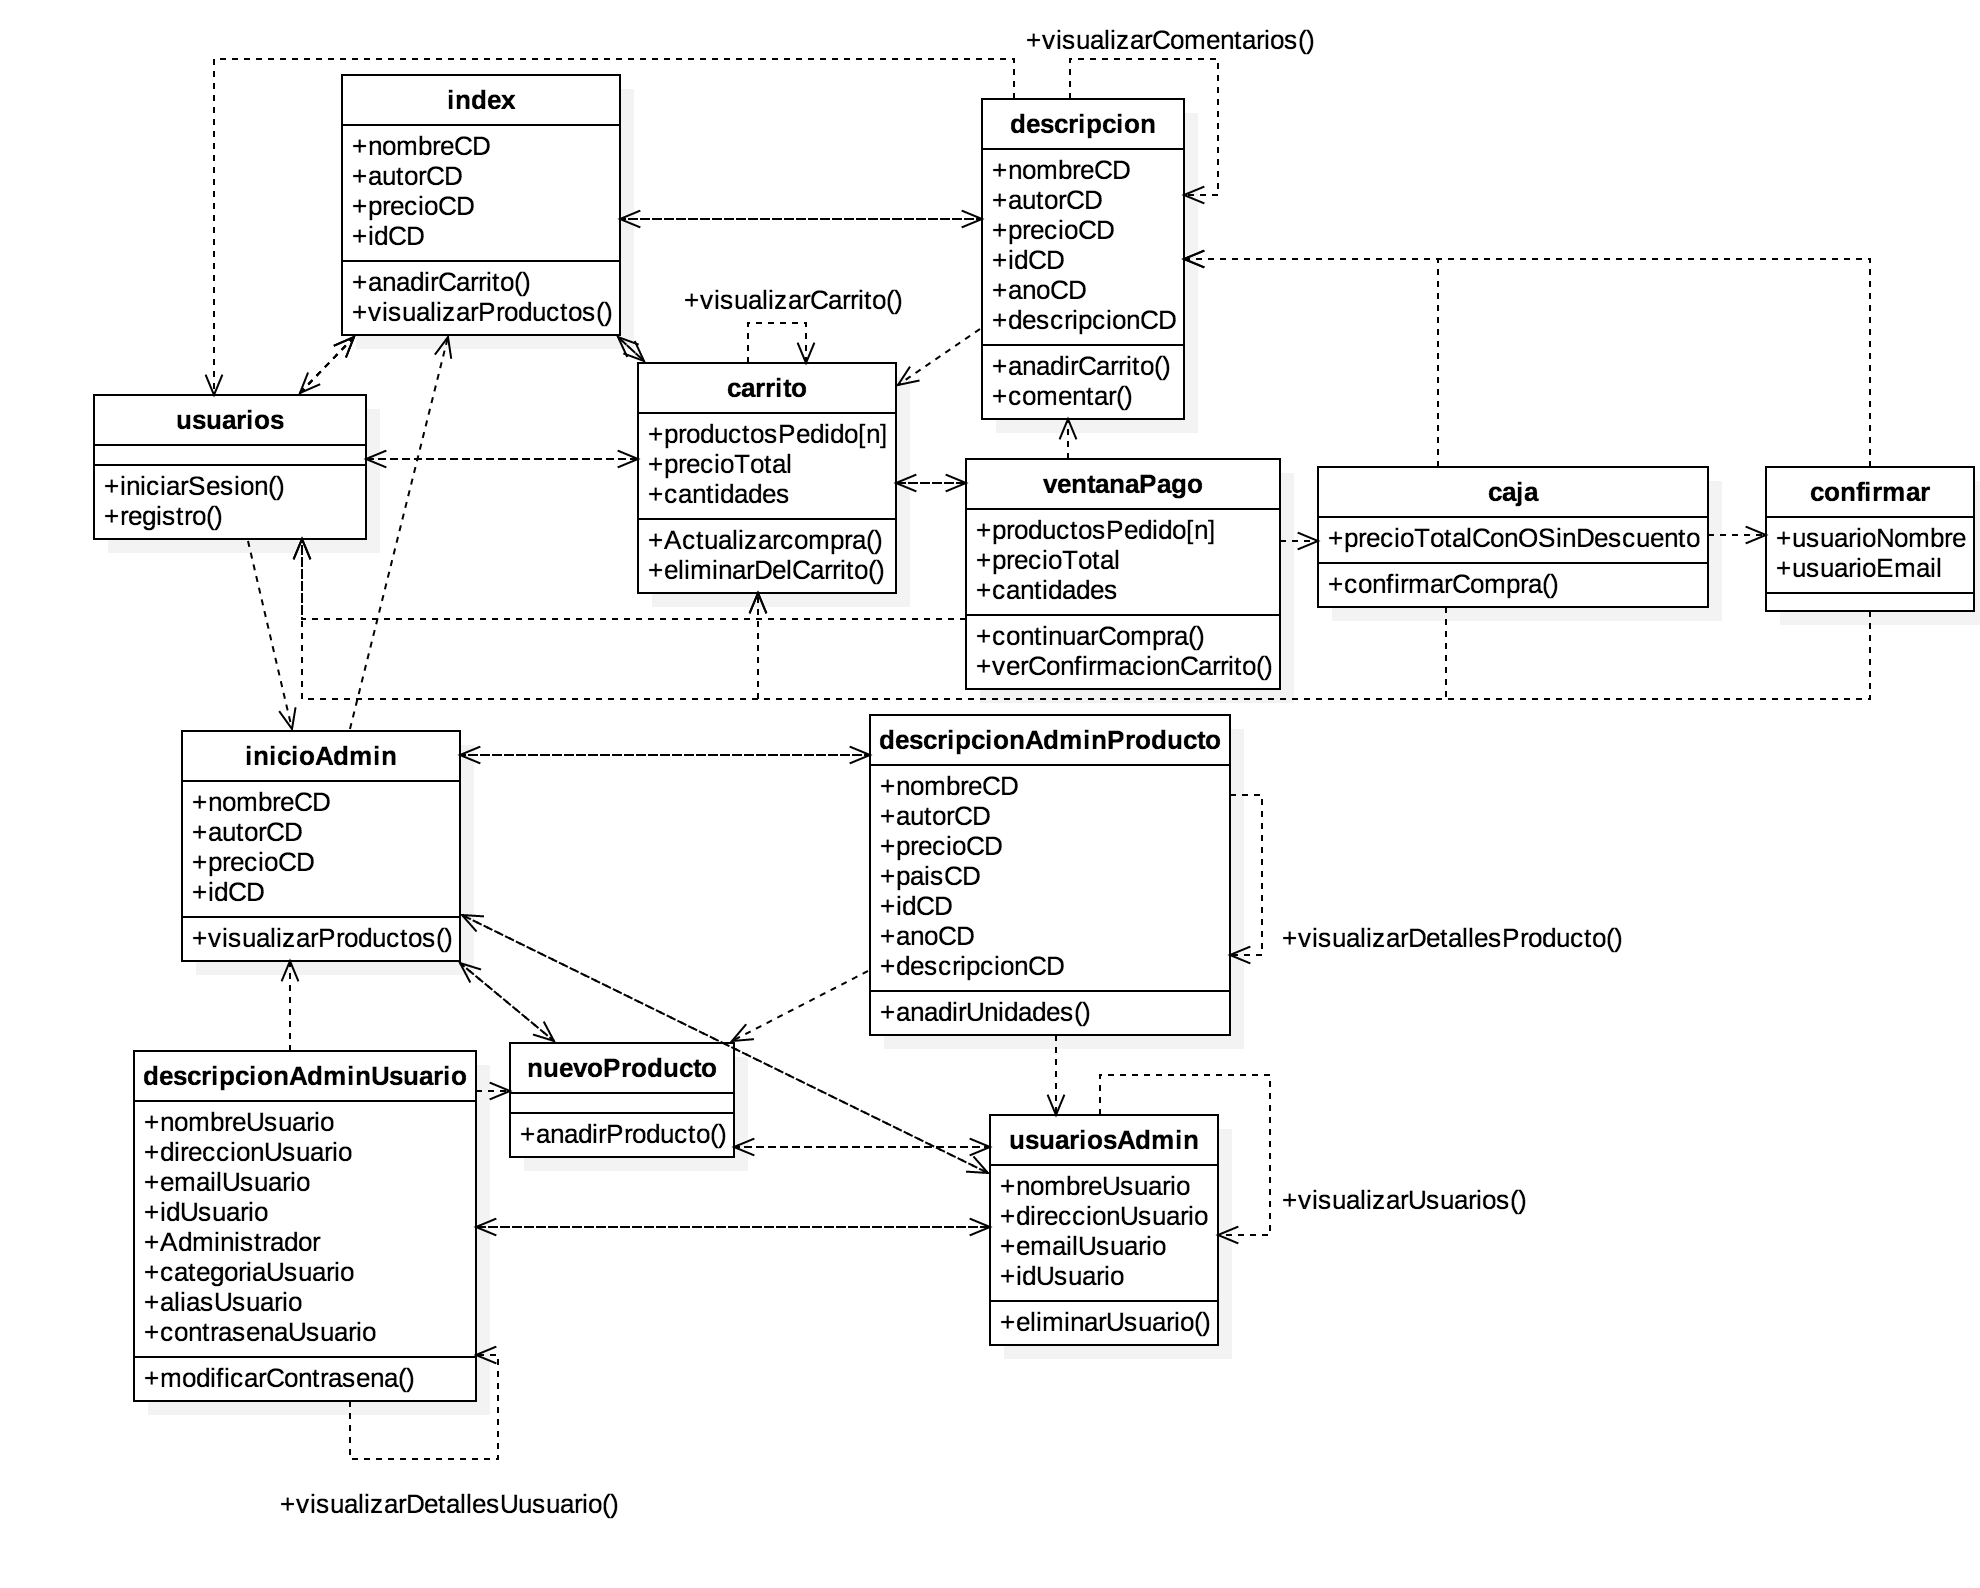 +visualizarComentarios()
index
+nombreCD
+autorCD
+precioCD
+idCD
+anadirCarrito()
+visualizarProductos()
descripcion
+nombreCD
+autorCD
+precioCD
+idCD
+anoCD
+descripcionCD
+anadirCarrito()
+comentar()
+visualizarCarrito()
usuarios
+iniciarSesion()
+registro()
carrito
+productosPedido[n]
+precioTotal
+cantidades
+Actualizarcompra()
+eliminarDelCarrito()
ventanaPago
+productosPedido[n]
+precioTotal
+cantidades
+continuarCompra()
+verConfirmacionCarrito()
caja
+precioTotalConOSinDescuento
+confirmarCompra()
confirmar
+usuarioNombre
+usuarioEmail
inicioAdmin
+nombreCD
+autorCD
+precioCD
+idCD
+visualizarProductos()
descripcionAdminProducto
+nombreCD
+autorCD
+precioCD
+paisCD
+idCD
+anoCD
+descripcionCD
+anadirUnidades()
+visualizarDetallesProducto()
descripcionAdminUsuario
+nombreUsuario
+direccionUsuario
+emailUsuario
+idUsuario
+Administrador
+categoriaUsuario
+aliasUsuario
+contrasenaUsuario
+modificarContrasena()
nuevoProducto
+anadirProducto()
usuariosAdmin
+nombreUsuario
+direccionUsuario
+emailUsuario
+idUsuario
+eliminarUsuario()
+visualizarUsuarios()
+visualizarDetallesUusuario()